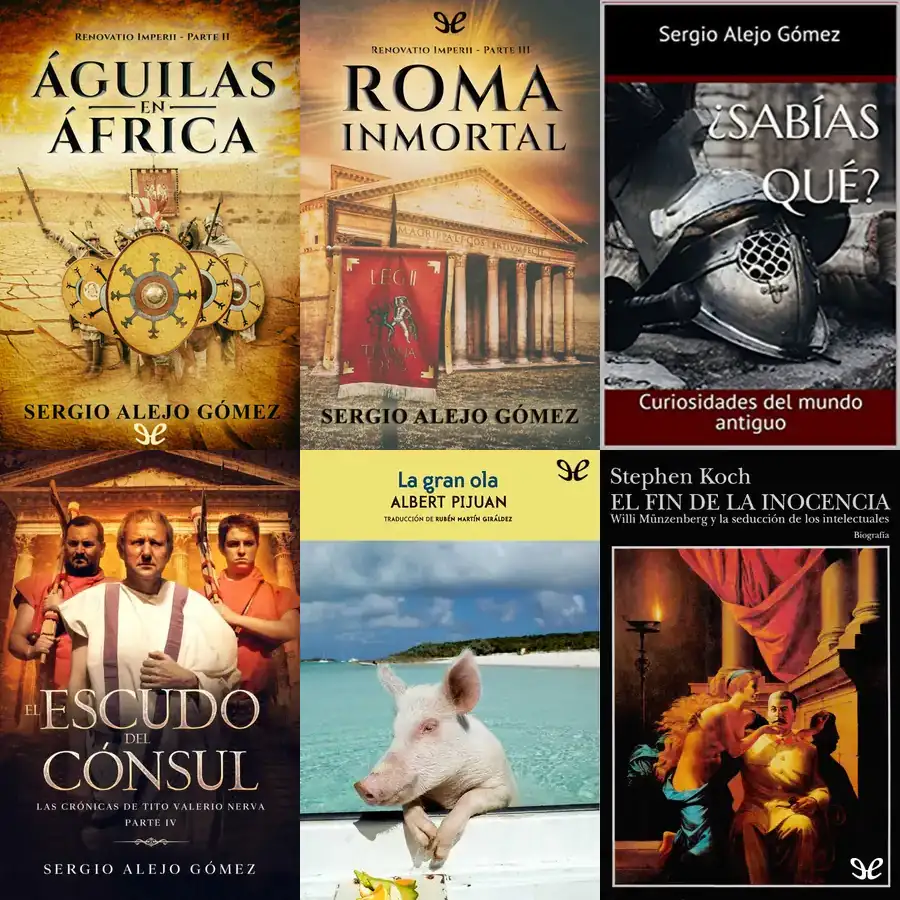 RENOVATIO IMPERII - PARTE II
ÁGUILAS
EN
ÁFRICA
SERGIO ALEJO GÓMEZ
RENOVATIO IMPERII - PARTE III
ROMA
INMORTAL
LEG II
SERGIO ALEJO GÓMEZ
Sergio Alejo Gómez
¿SABÍAS
QUÉ?
Curiosidades del mundo
antiguo
EL ESCUDO
DEL
CÓNSUL
LAS CRÓNICAS DE TITO VALERIO NERVA
PARTE IV
SERGIO ALEJO GÓMEZ
La gran ola
ALBERT PIJUAN
TRADUCCIÓN DE RUBÉN MARTÍN GIRÁLDEZ
Stephen Koch
EL FIN DE LA INOCENCIA
Willi Münzenberg y la seducción de los intelectuales
Biografía